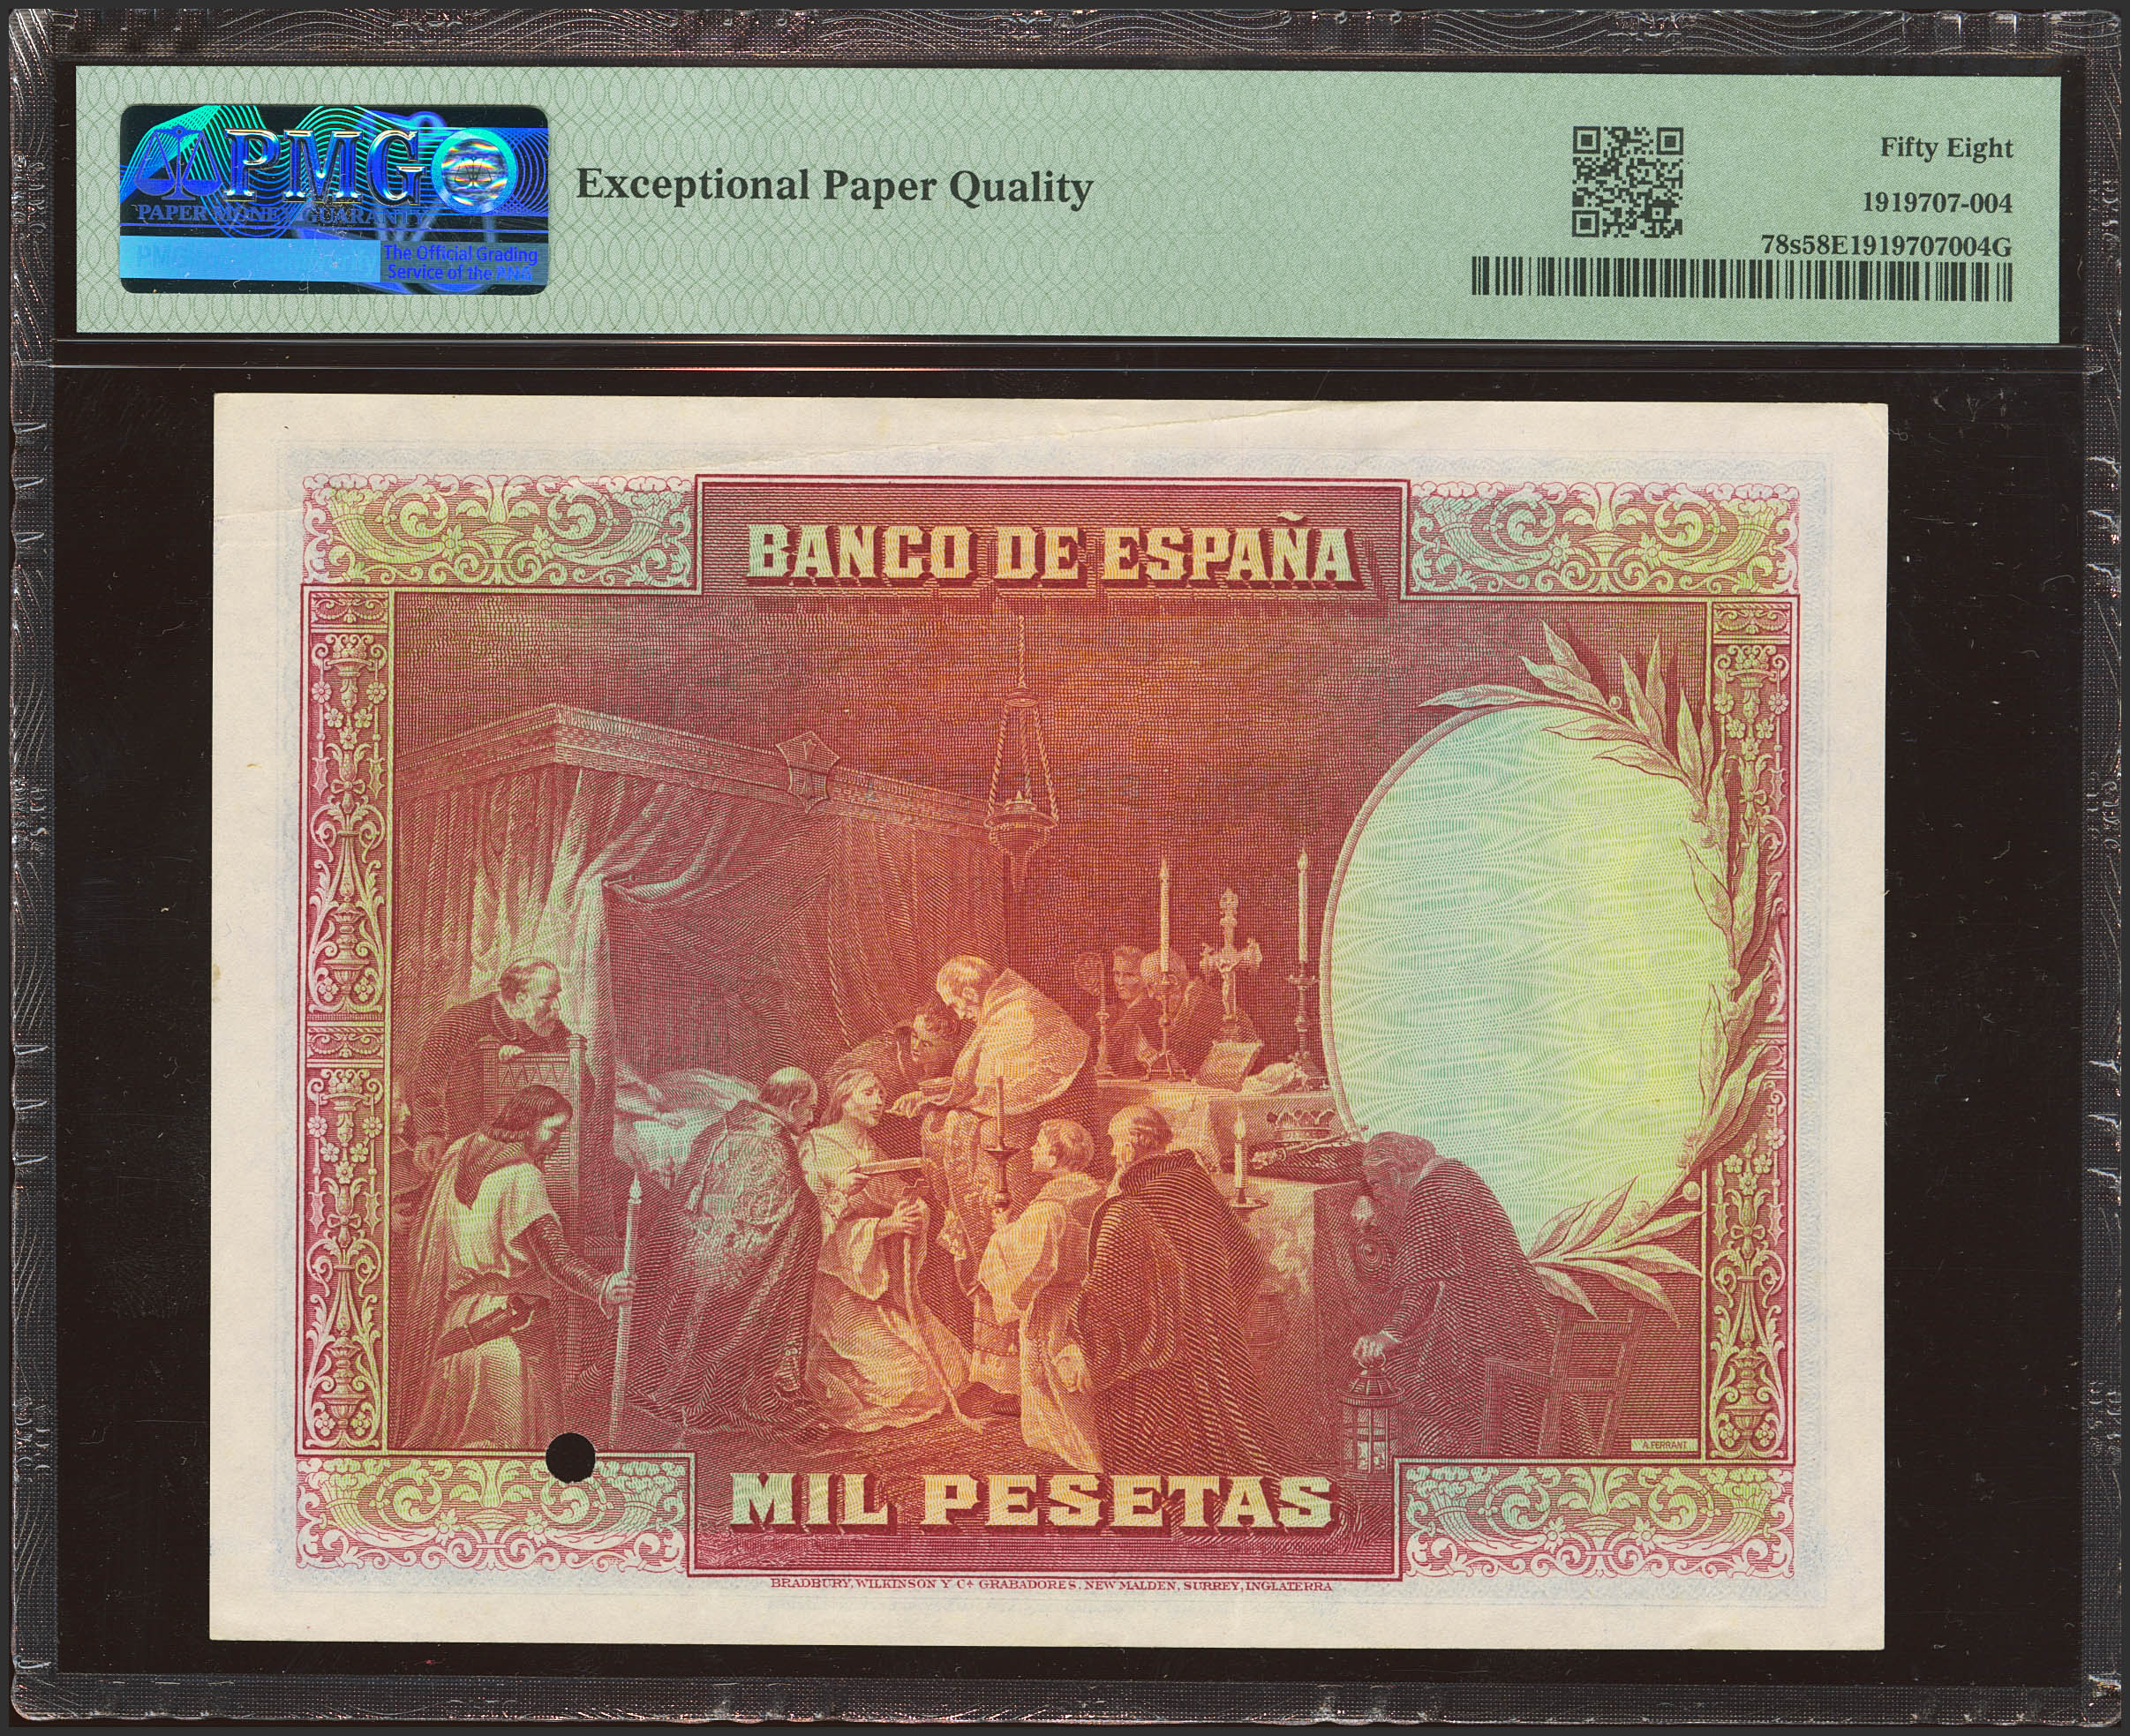 PMG
PAPER MONEY GUARANTY
The Official Grading
Service of the PNG
Exceptional Paper Quality
Fifty Eight
1919707-004
78s58E1919707004G
BANCO DE ESPAÑA
A. FERRANT
MIL PESETAS
BRADBURY, WILKINSON Y Cª GRABADORES, NEW MALDEN, SURREY, INGLATERRA